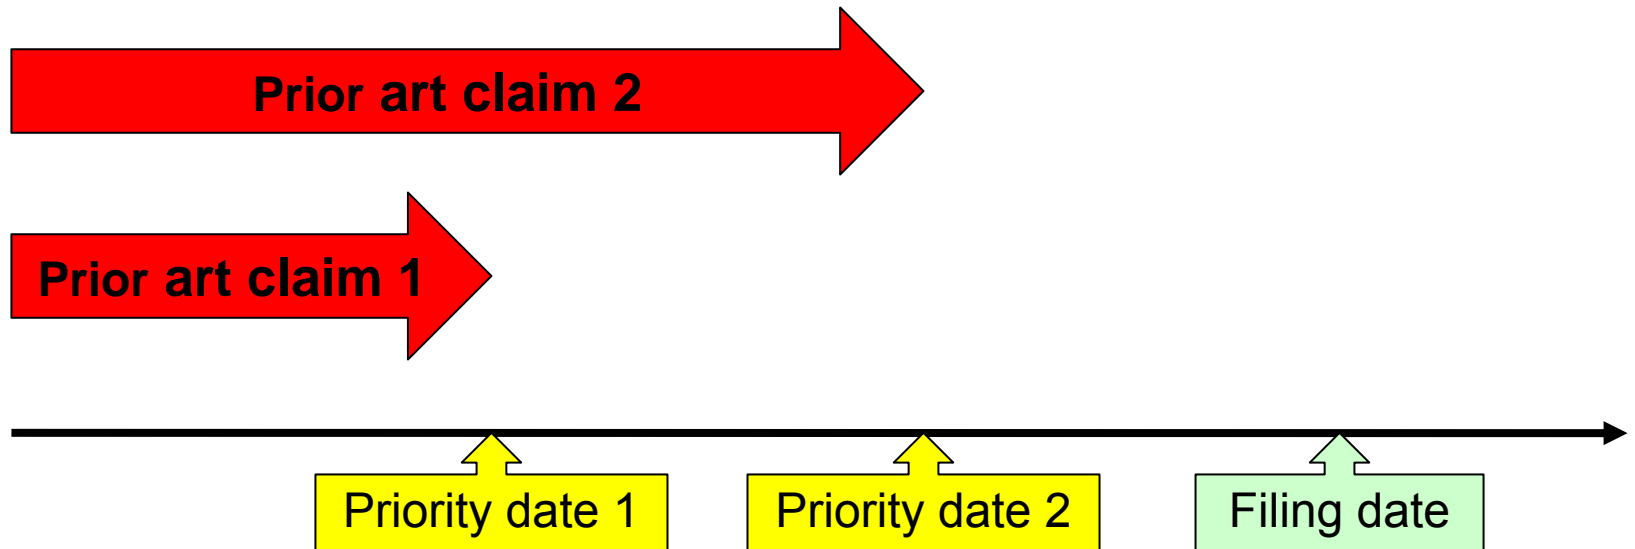 Prior art claim 2
Prior art claim 1
Priority date 1
Priority date 2
Filing date